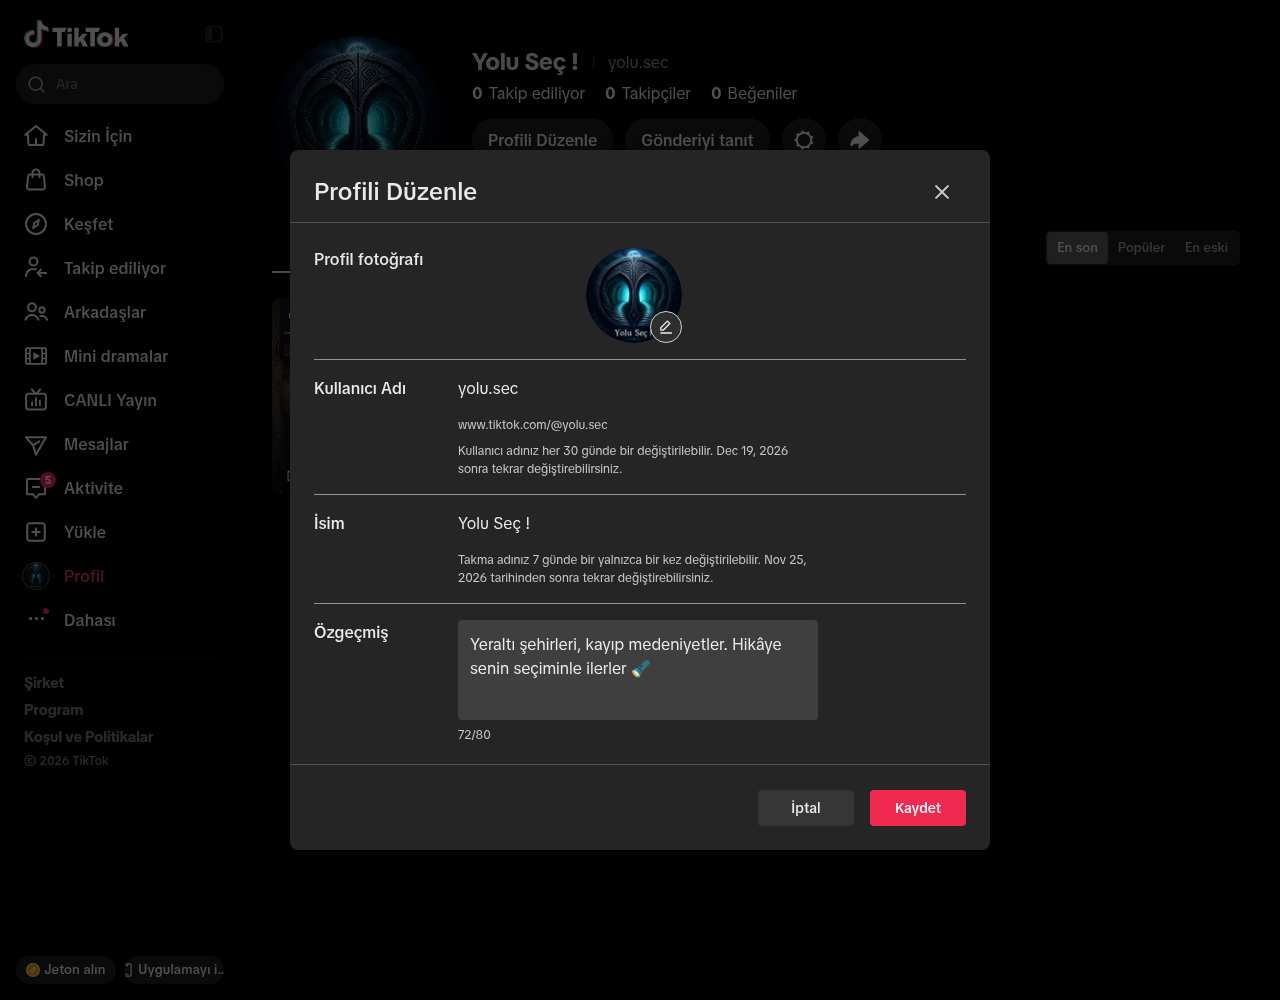 TikTok
Ara
Sizin İçin
Shop
Keşfet
Takip ediliyor
Arkadaşlar
Mini dramalar
CANLI Yayın
Mesajlar
5
Aktivite
Yükle
Profil
Dahası
Şirket
Program
Koşul ve Politikalar
© 2026 TikTok
Jeton alın
Uygulamayı i...
Yolu Seç ! yolu.sec
0 Takip ediliyor 0 Takipçiler 0 Beğeniler
Profili Düzenle Gönderiyi tanıt
En son Popüler En eski
Profili Düzenle
Profil fotoğrafı
Yolu Seç
Kullanıcı Adı
yolu.sec
www.tiktok.com/@yolu.sec
Kullanıcı adınız her 30 günde bir değiştirilebilir. Dec 19, 2026
sonra tekrar değiştirebilirsiniz.
İsim
Yolu Seç !
Takma adınız 7 günde bir yalnızca bir kez değiştirilebilir. Nov 25,
2026 tarihinden sonra tekrar değiştirebilirsiniz.
Özgeçmiş
Yeraltı şehirleri, kayıp medeniyetler. Hikâye
senin seçiminle ilerler 🔦
72/80
İptal
Kaydet